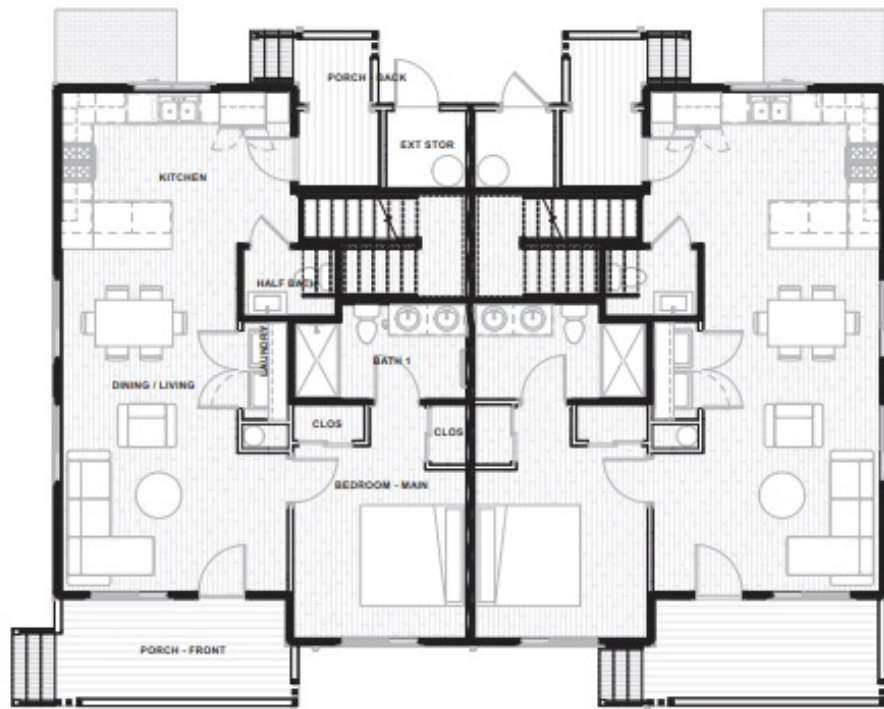 PORCH - BACK
EXT STOR
KITCHEN
HALF BATH
LAUNDRY
BATH 1
DINING / LIVING
CLOS
CLOS
BEDROOM - MAIN
PORCH - FRONT